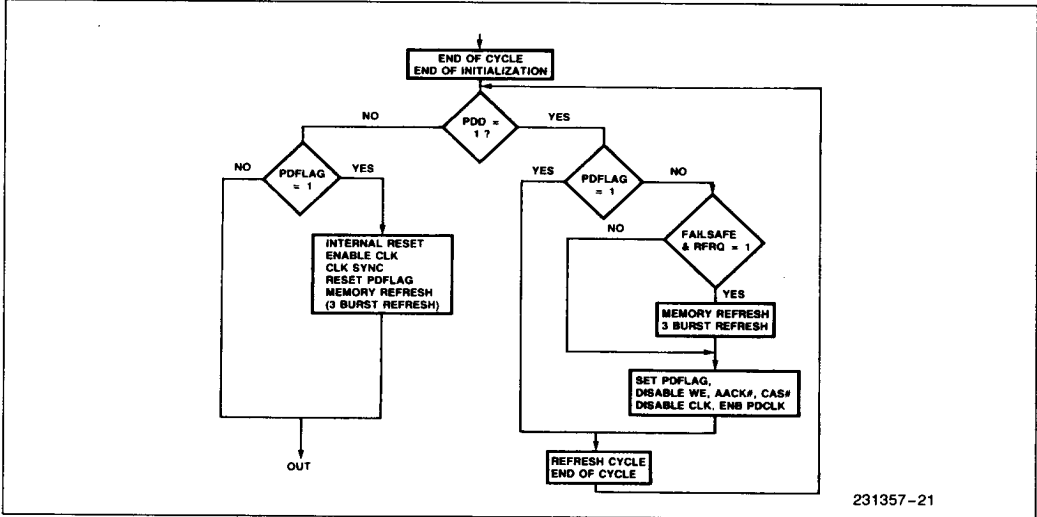 END OF CYCLE
END OF INITIALIZATION
NO
PDD =
1 ?
YES
NO
PDFLAG
= 1
YES
YES
PDFLAG
= 1
NO
NO
FAILSAFE
& RFRQ = 1
YES
INTERNAL RESET
ENABLE CLK
CLK SYNC
RESET PDFLAG
MEMORY REFRESH
(3 BURST REFRESH)
MEMORY REFRESH
3 BURST REFRESH
SET PDFLAG,
DISABLE WE, AACK#, CAS#
DISABLE CLK, ENB PDCLK
OUT
REFRESH CYCLE
END OF CYCLE
231357-21